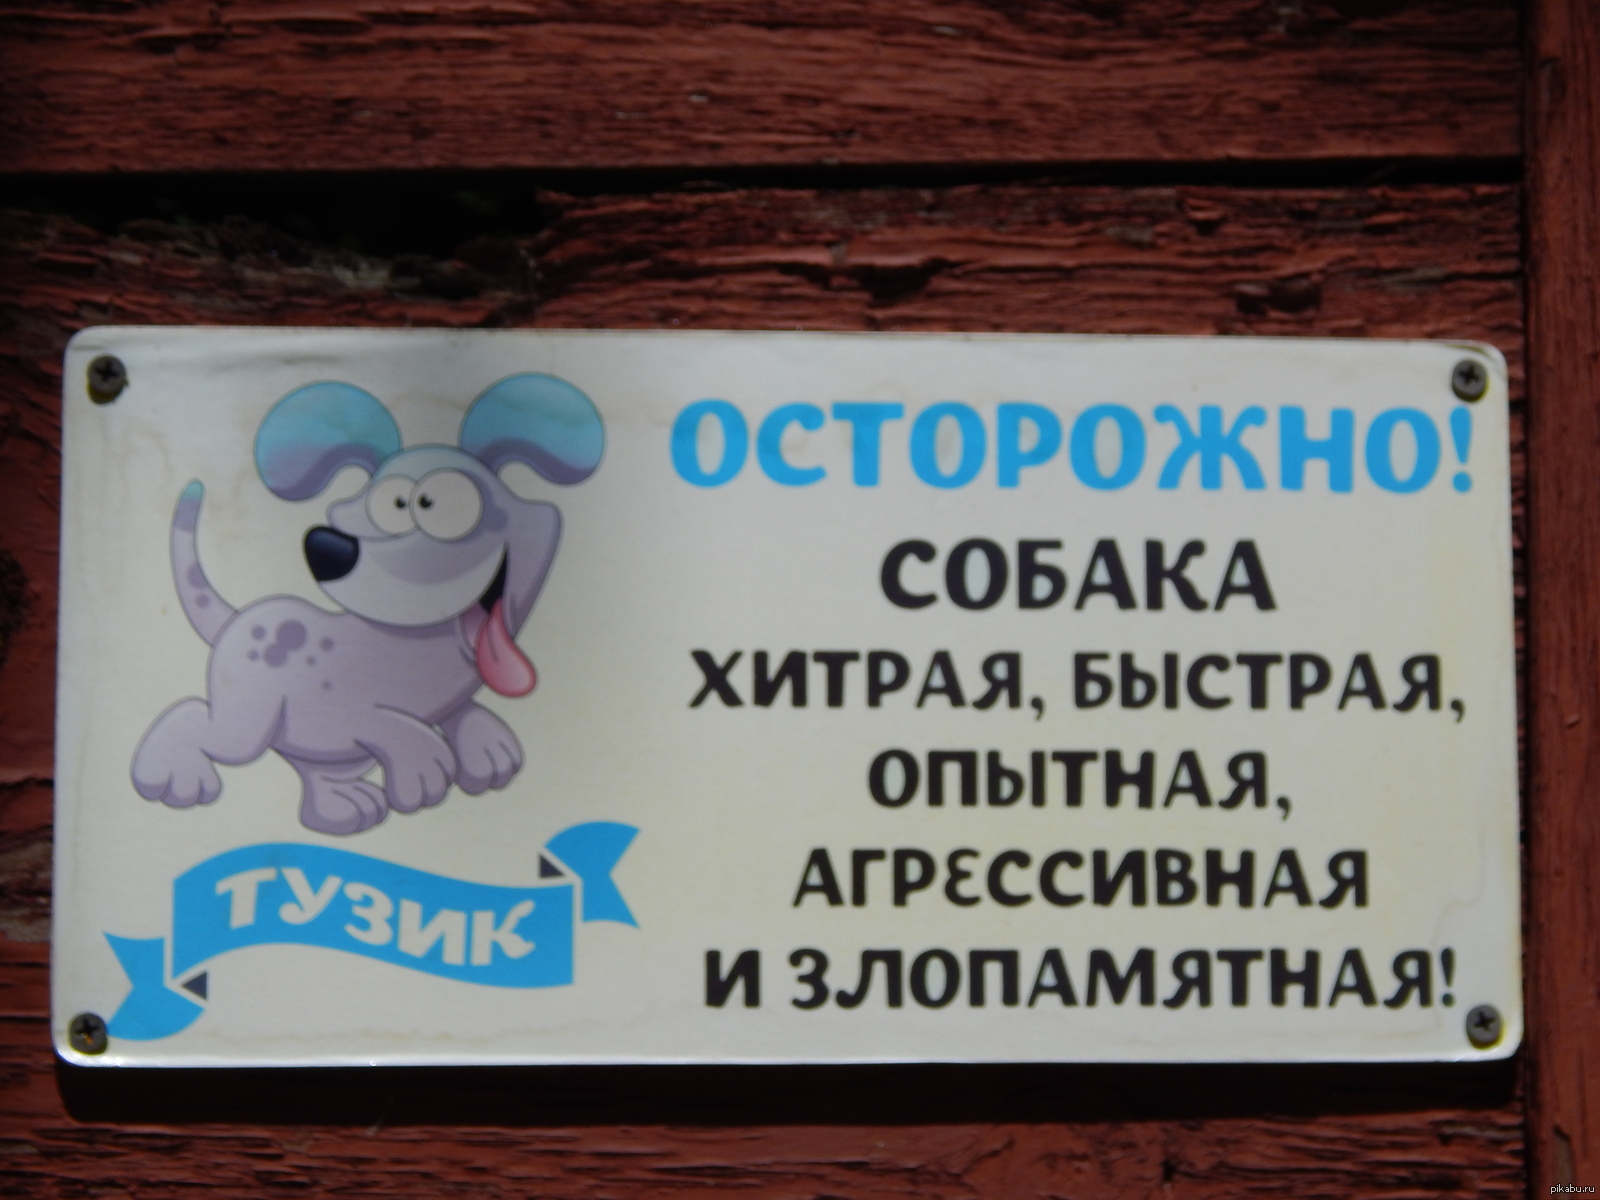 ОСТОРОЖНО!
СОБАКА
ХИТРАЯ, БЫСТРАЯ,
ОПЫТНАЯ,
АГРЕССИВНАЯ
И ЗЛОПАМЯТНАЯ!
ТУЗИК
pikabu.ru